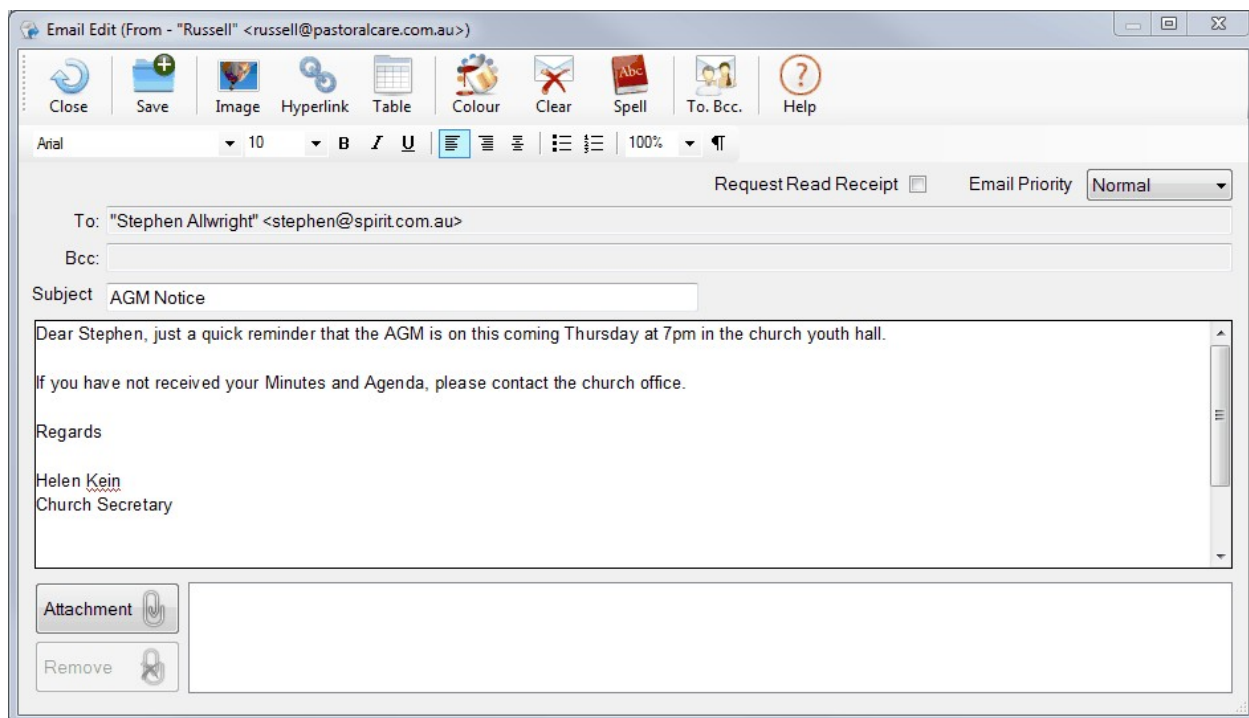 Email Edit (From - "Russell" <russell@pastoralcare.com.au>)
Close Save Image Hyperlink Table Colour Clear Spell To. Bcc. Help
Arial 10 B I U 100% ¶
Request Read Receipt Email Priority Normal
To: "Stephen Allwright" <stephen@spirit.com.au>
Bcc:
Subject AGM Notice
Dear Stephen, just a quick reminder that the AGM is on this coming Thursday at 7pm in the church youth hall.
If you have not received your Minutes and Agenda, please contact the church office.
Regards
Helen Kein
Church Secretary
Attachment
Remove